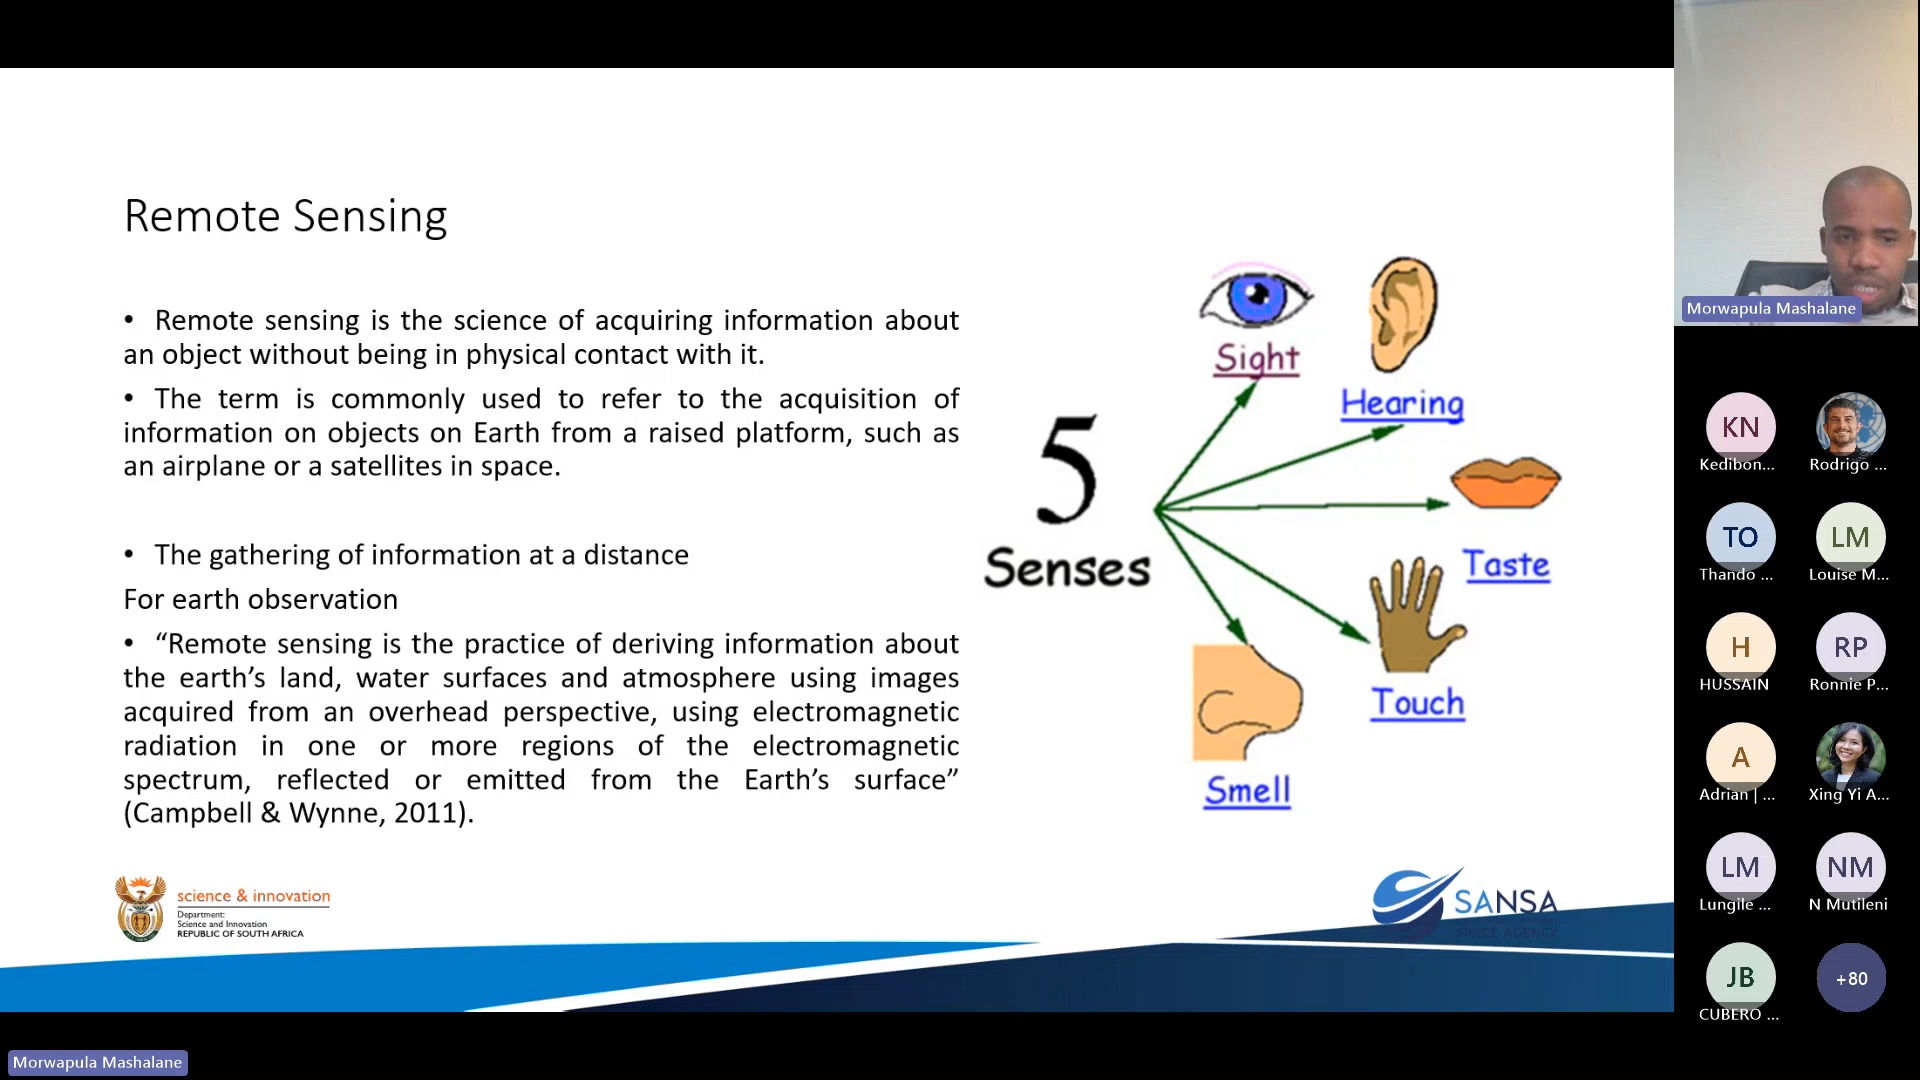 Remote Sensing
• Remote sensing is the science of acquiring information about
an object without being in physical contact with it.
• The term is commonly used to refer to the acquisition of
information on objects on Earth from a raised platform, such as
an airplane or a satellites in space.
• The gathering of information at a distance
For earth observation
• “Remote sensing is the practice of deriving information about
the earth’s land, water surfaces and atmosphere using images
acquired from an overhead perspective, using electromagnetic
radiation in one or more regions of the electromagnetic
spectrum, reflected or emitted from the Earth’s surface”
(Campbell & Wynne, 2011).
5
Senses
Sight
Hearing
Taste
Touch
Smell
science & innovation
Department:
Science and Innovation
REPUBLIC OF SOUTH AFRICA
SANSA
SPACE AGENCY
Morwapula Mashalane
KN
Kedibon...
Rodrigo ...
TO
Thando ...
LM
Louise M...
H
HUSSAIN
RP
Ronnie P...
A
Adrian | ...
Xing Yi A...
LM
Lungile ...
NM
N Mutileni
JB
CUBERO ...
+80
Morwapula Mashalane